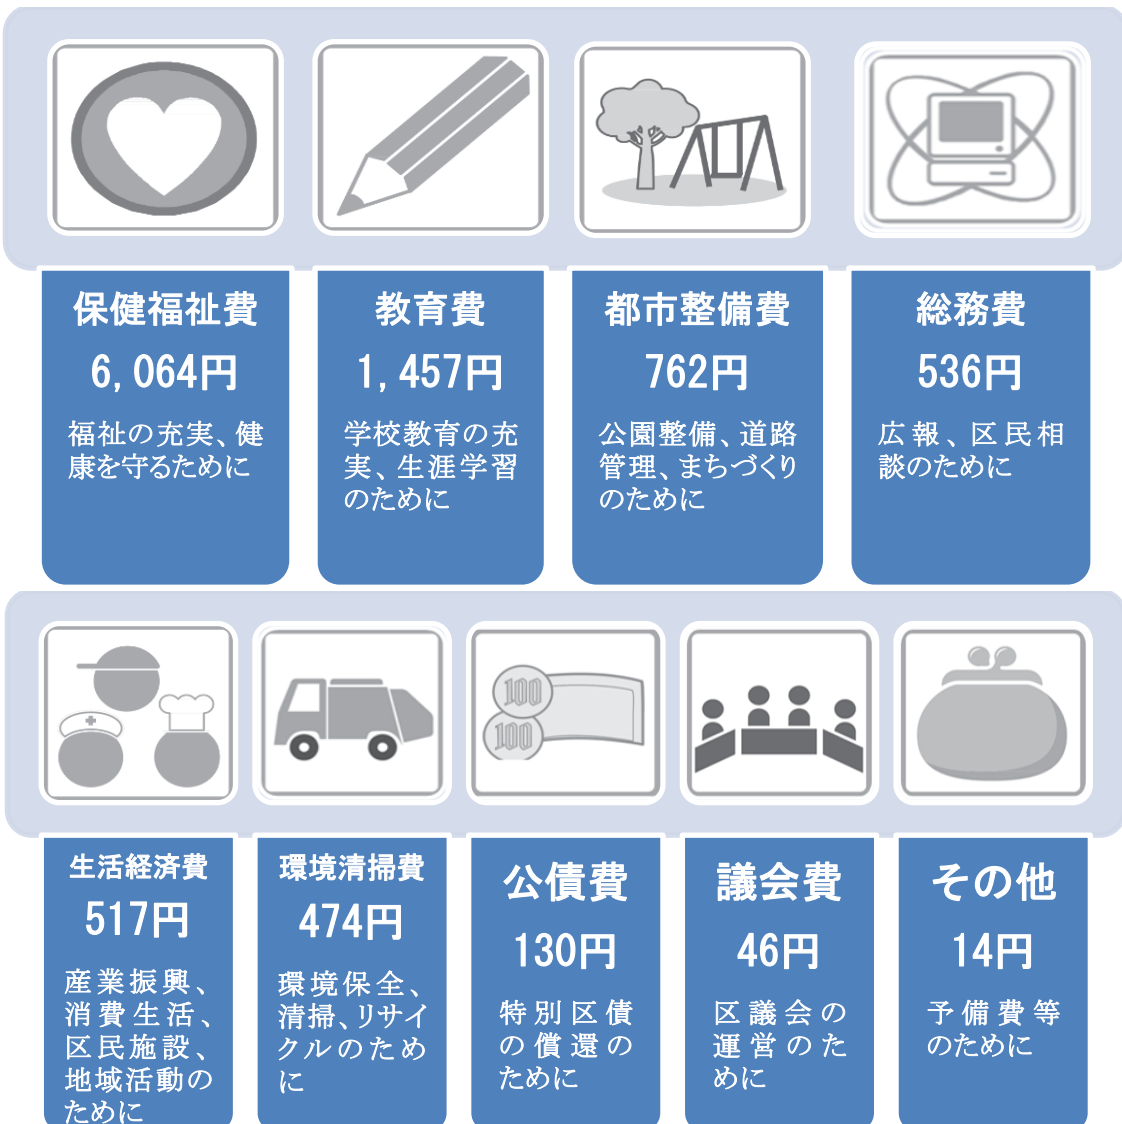 保健福祉費
6,064円
福祉の充実、健
康を守るために
教育費
1,457円
学校教育の充
実、生涯学習
のために
都市整備費
762円
公園整備、道路
管理、まちづくり
のために
総務費
536円
広報、区民相
談のために
生活経済費
517円
産業振興、
消費生活、
区民施設、
地域活動の
ために
環境清掃費
474円
環境保全、
清掃、リサイ
クルのため
に
100
100
公債費
130円
特別区債
の償還の
ために
議会費
46円
区議会の
運営のた
めに
その他
14円
予備費等
のために